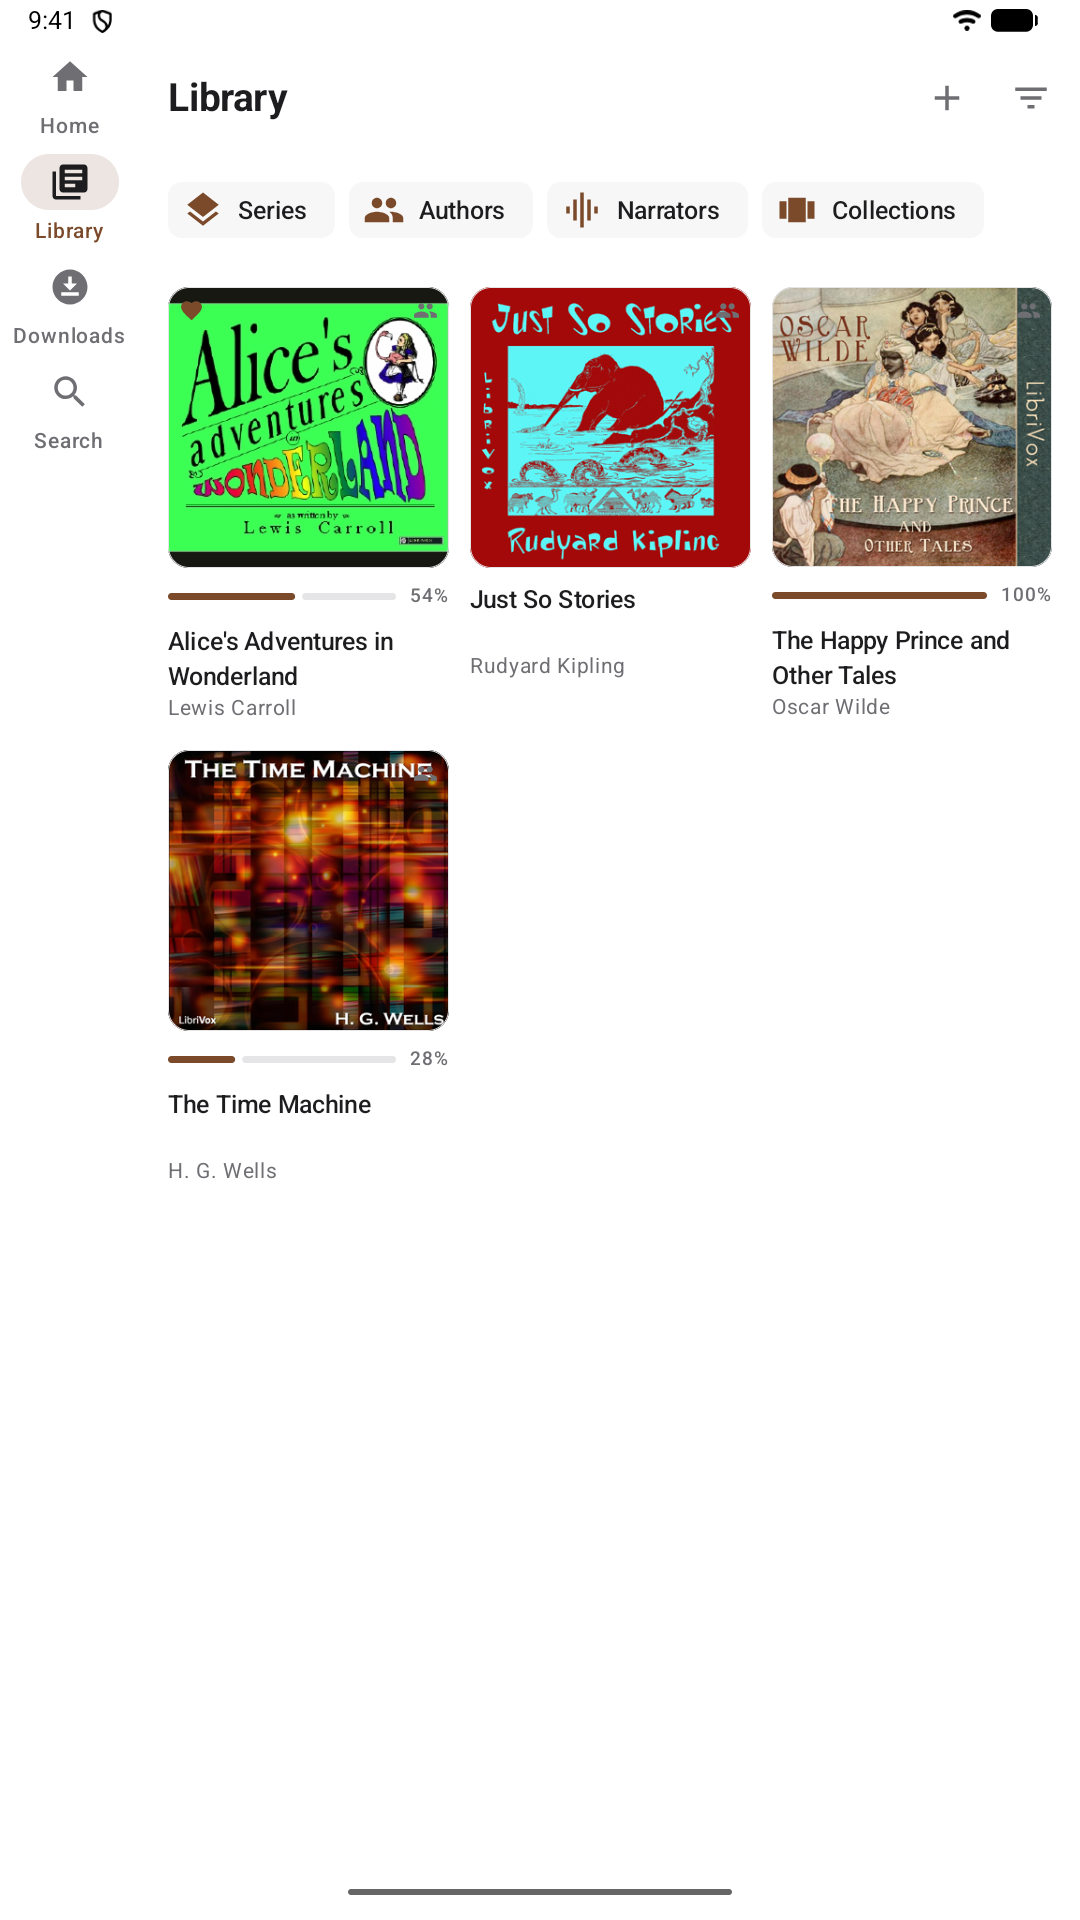 9:41
Home
Library
Downloads
Search
Library
Series
Authors
Narrators
Collections
Alice's
adventures
in
WONDERLAND
as written by
Lewis Carroll
54%
Alice's Adventures in
Wonderland
Lewis Carroll
Just So Stories
LibriVox
Rudyard Kipling
Just So Stories
Rudyard Kipling
OSCAR
WILDE
LibriVox
THE HAPPY PRINCE
AND
OTHER TALES
100%
The Happy Prince and
Other Tales
Oscar Wilde
THE TIME MACHINE
LibriVox
H. G. WELLS
28%
The Time Machine
H. G. Wells